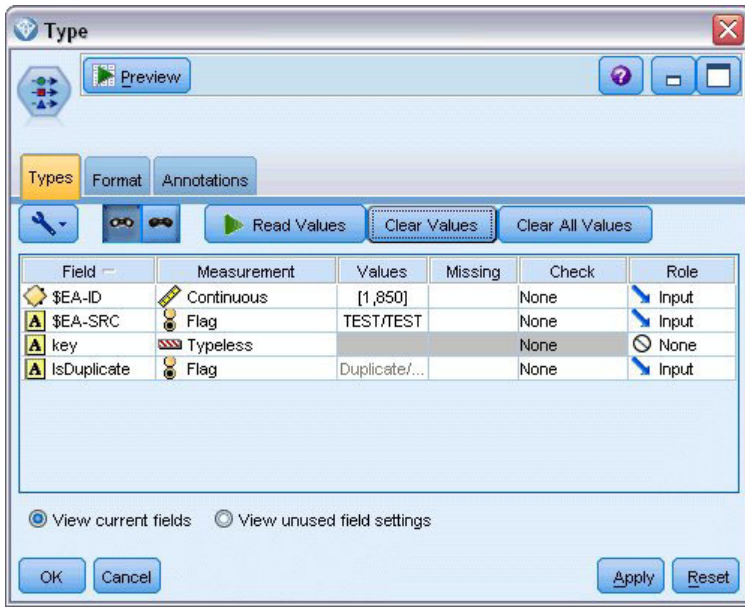 Type
Preview
Types Format Annotations
Read Values Clear Values Clear All Values
Field Measurement Values Missing Check Role
$EA-ID Continuous [1,850] None Input
A $EA-SRC Flag TEST/TEST None Input
A key Typeless None None
A IsDuplicate Flag Duplicate/... None Input
View current fields View unused field settings
OK Cancel Apply Reset